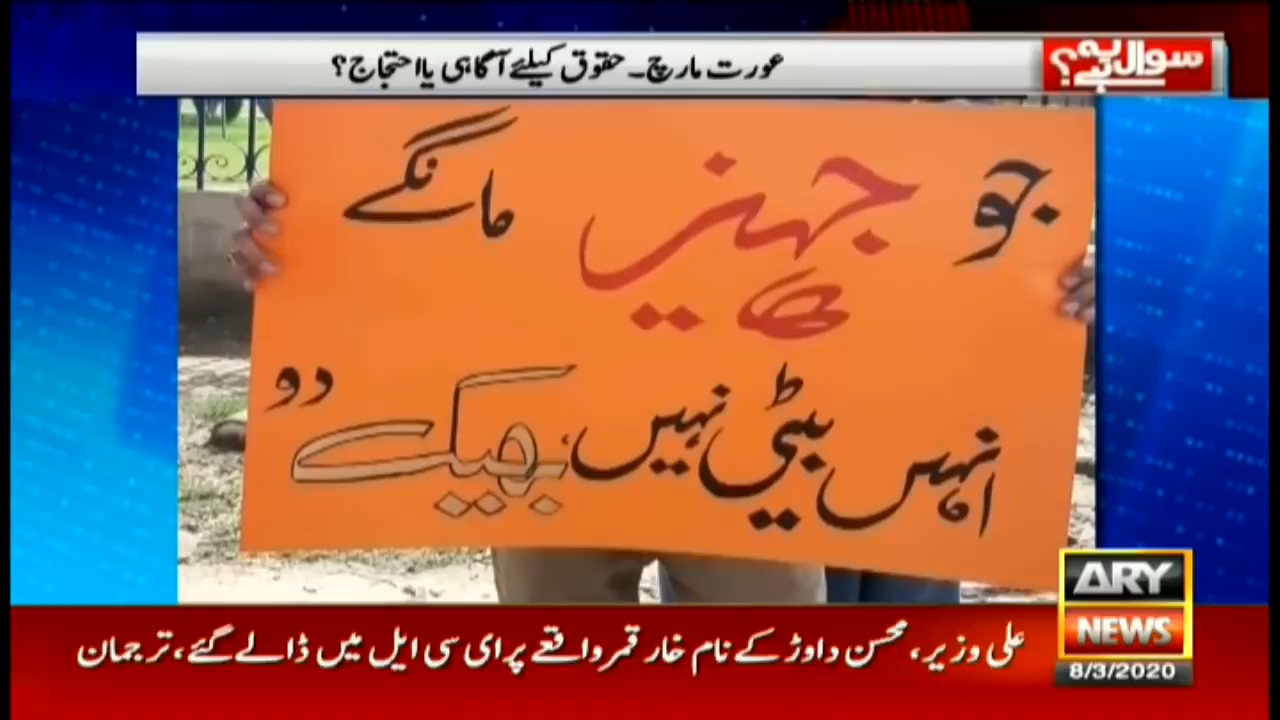 عورت مارچ۔ حقوق کیلئے آگاہی یا احتجاج؟
سوال یہ ہے؟
جو جہیز مانگے
انہیں بیٹی نہیں، بھیک دو
ARY
NEWS
8/3/2020
علی وزیر، محسن داوڑ کے نام خار قمر واقعے پر ای سی ایل میں ڈالے گئے، ترجمان